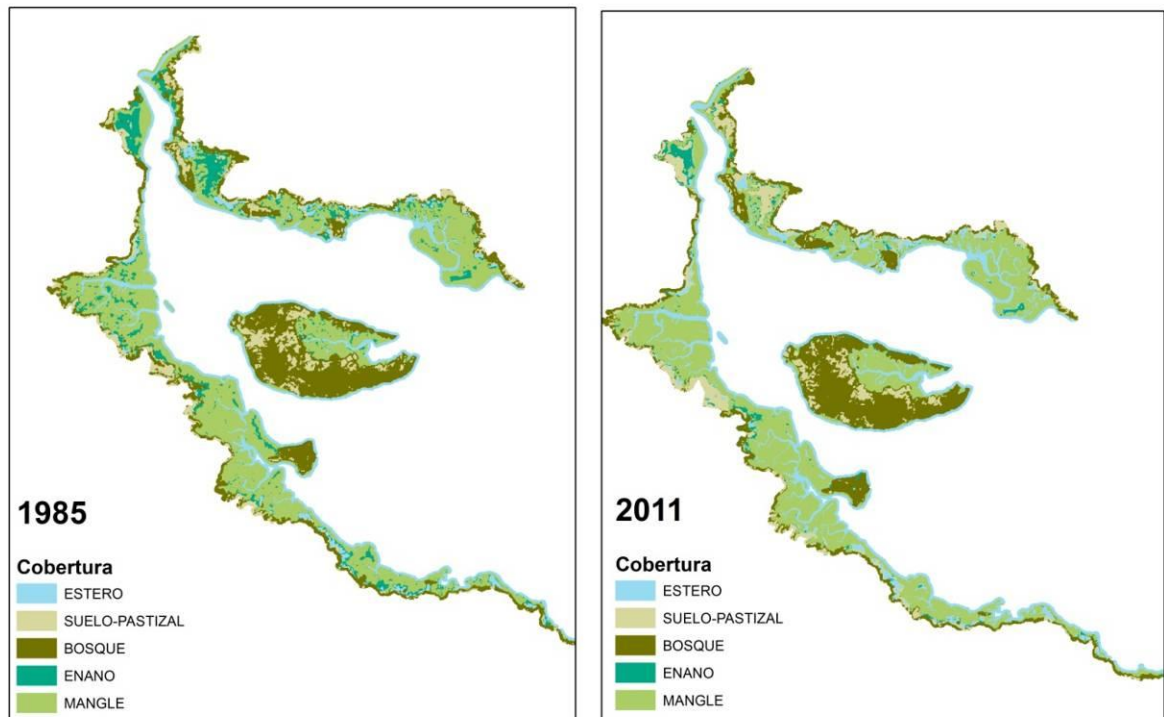 1985
Cobertura
ESTERO
SUELO-PASTIZAL
BOSQUE
ENANO
MANGLE
2011
Cobertura
ESTERO
SUELO-PASTIZAL
BOSQUE
ENANO
MANGLE